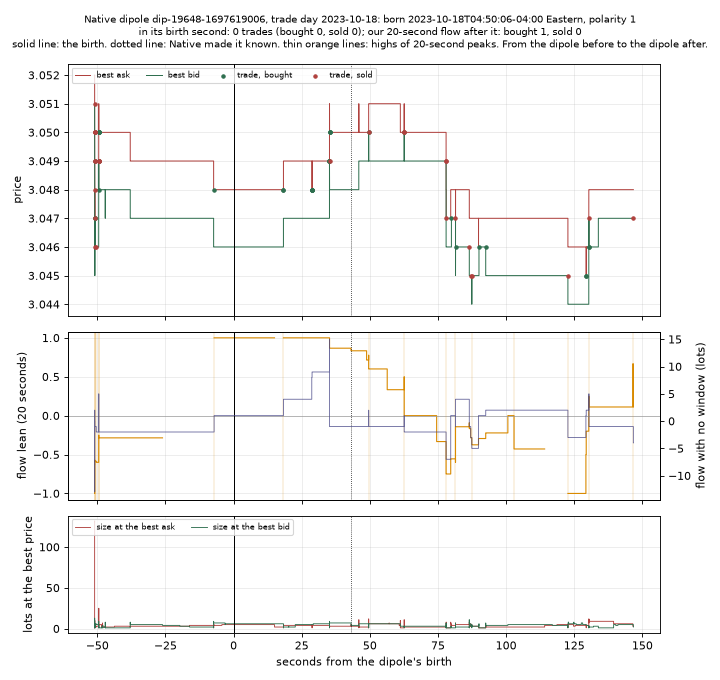 Native dipole dip-19648-1697619006, trade day 2023-10-18: born 2023-10-18T04:50:06-04:00 Eastern, polarity 1
in its birth second: 0 trades (bought 0, sold 0); our 20-second flow after it: bought 1, sold 0
solid line: the birth. dotted line: Native made it known. thin orange lines: highs of 20-second peaks. From the dipole before to the dipole after.
best ask best bid trade, bought trade, sold
3.052
3.051
3.050
3.049
3.048
3.047
3.046
3.045
3.044
price
1.0
0.5
0.0
−0.5
−1.0
flow lean (20 seconds)
15
10
5
0
−5
−10
flow with no window (lots)
size at the best ask size at the best bid
100
50
0
lots at the best price
−50 −25 0 25 50 75 100 125 150
seconds from the dipole's birth